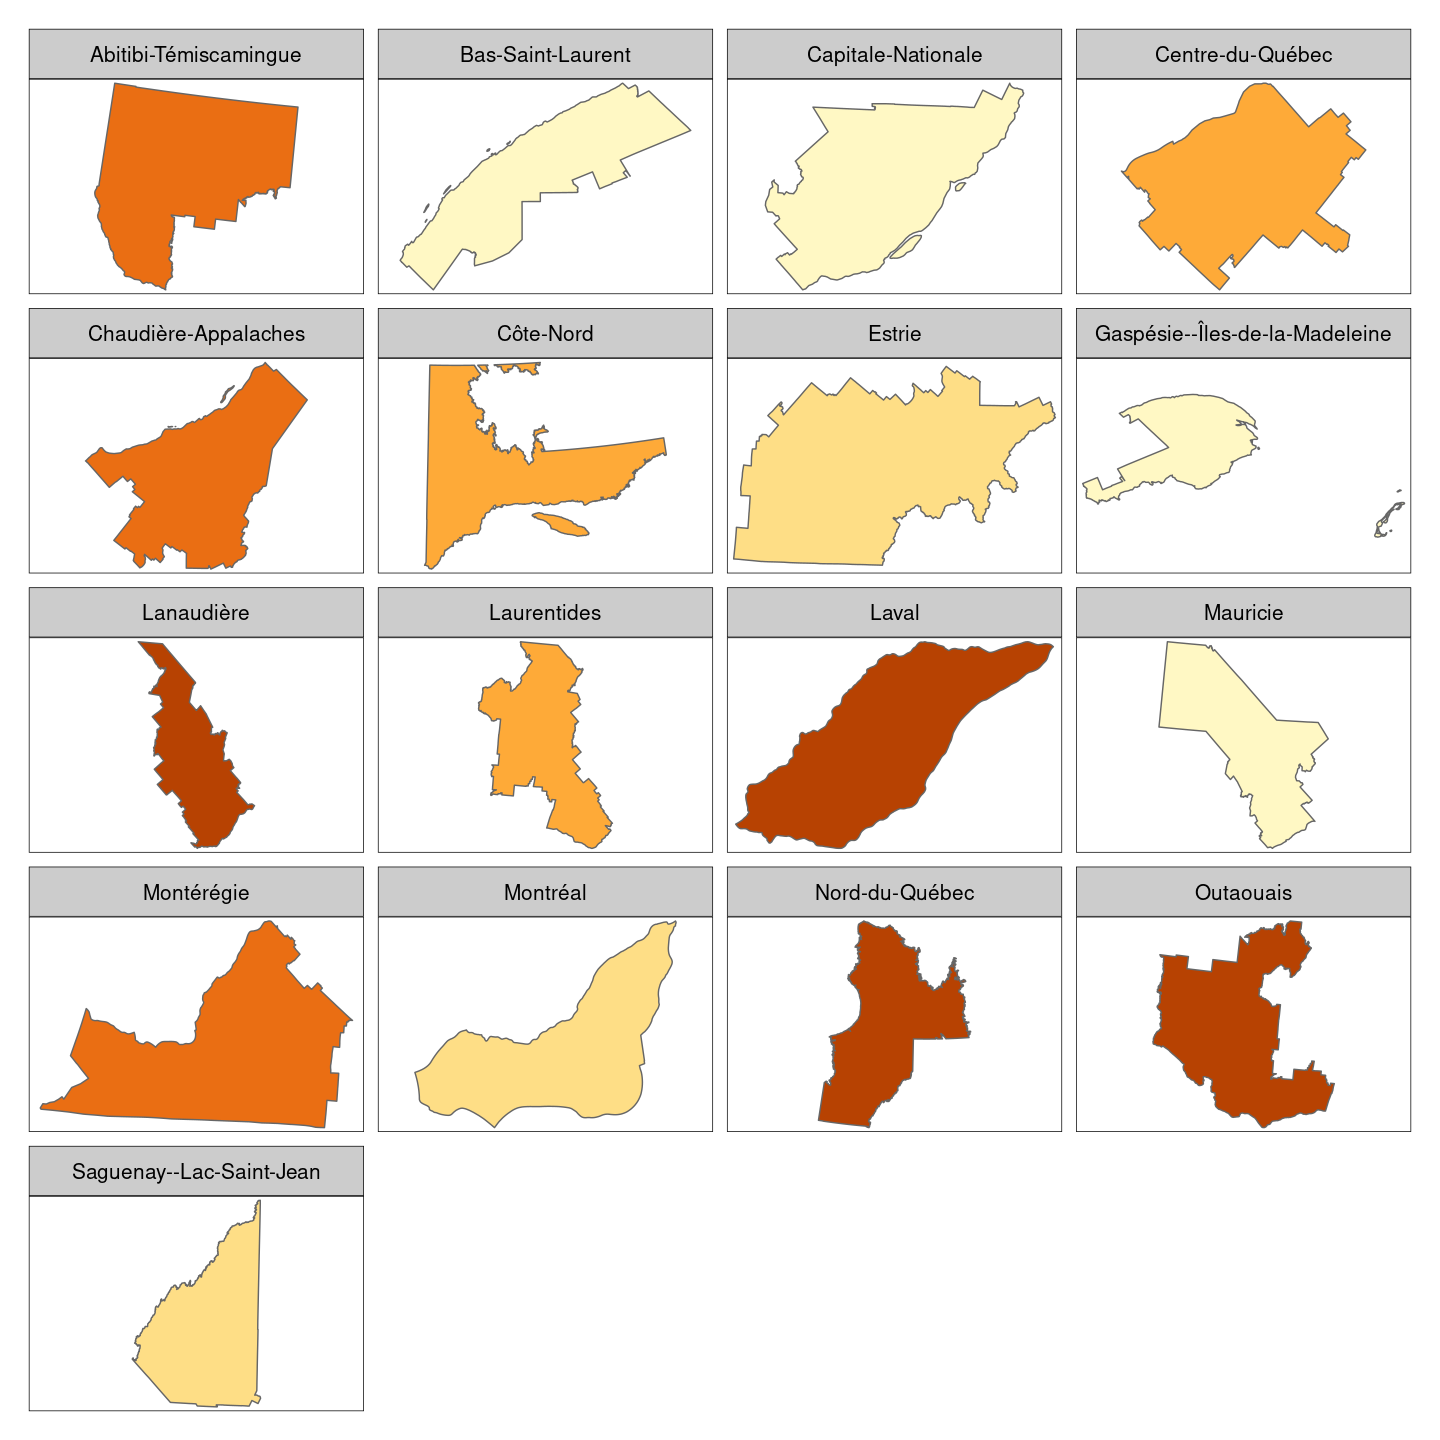 Abitibi-Témiscamingue
Bas-Saint-Laurent
Capitale-Nationale
Centre-du-Québec
Chaudière-Appalaches
Côte-Nord
Estrie
Gaspésie--Îles-de-la-Madeleine
Lanaudière
Laurentides
Laval
Mauricie
Montérégie
Montréal
Nord-du-Québec
Outaouais
Saguenay--Lac-Saint-Jean